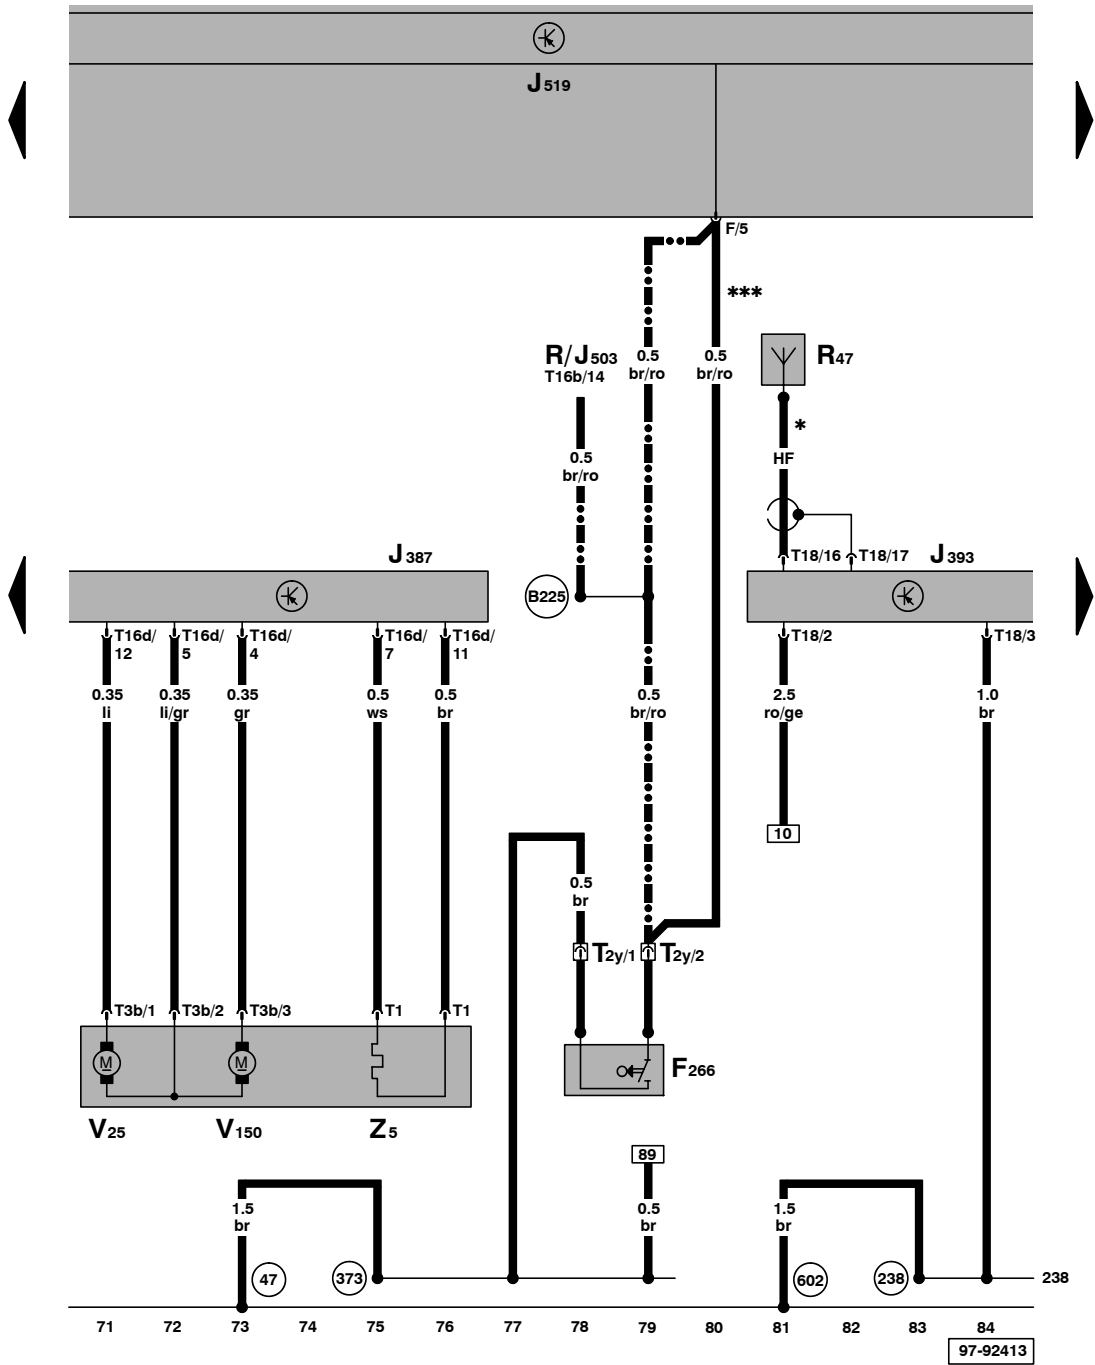 J519
F/5
***
R/J503
T16b/14
0.5
br/ro
0.5
br/ro
R47
*
0.5
br/ro
HF
J387
T18/16
T18/17
J393
B225
T16d/
12
T16d/
5
T16d/
4
T16d/
7
T16d/
11
T18/2
T18/3
0.35
li
0.35
li/gr
0.35
gr
0.5
ws
0.5
br
0.5
br/ro
2.5
ro/ge
1.0
br
10
0.5
br
T2y/1
T2y/2
T3b/1
T3b/2
T3b/3
T1
T1
M
M
F266
V25
V150
Z5
89
1.5
br
0.5
br
1.5
br
47
373
602
238
238
71 72 73 74 75 76 77 78 79 80 81 82 83 84
97-92413